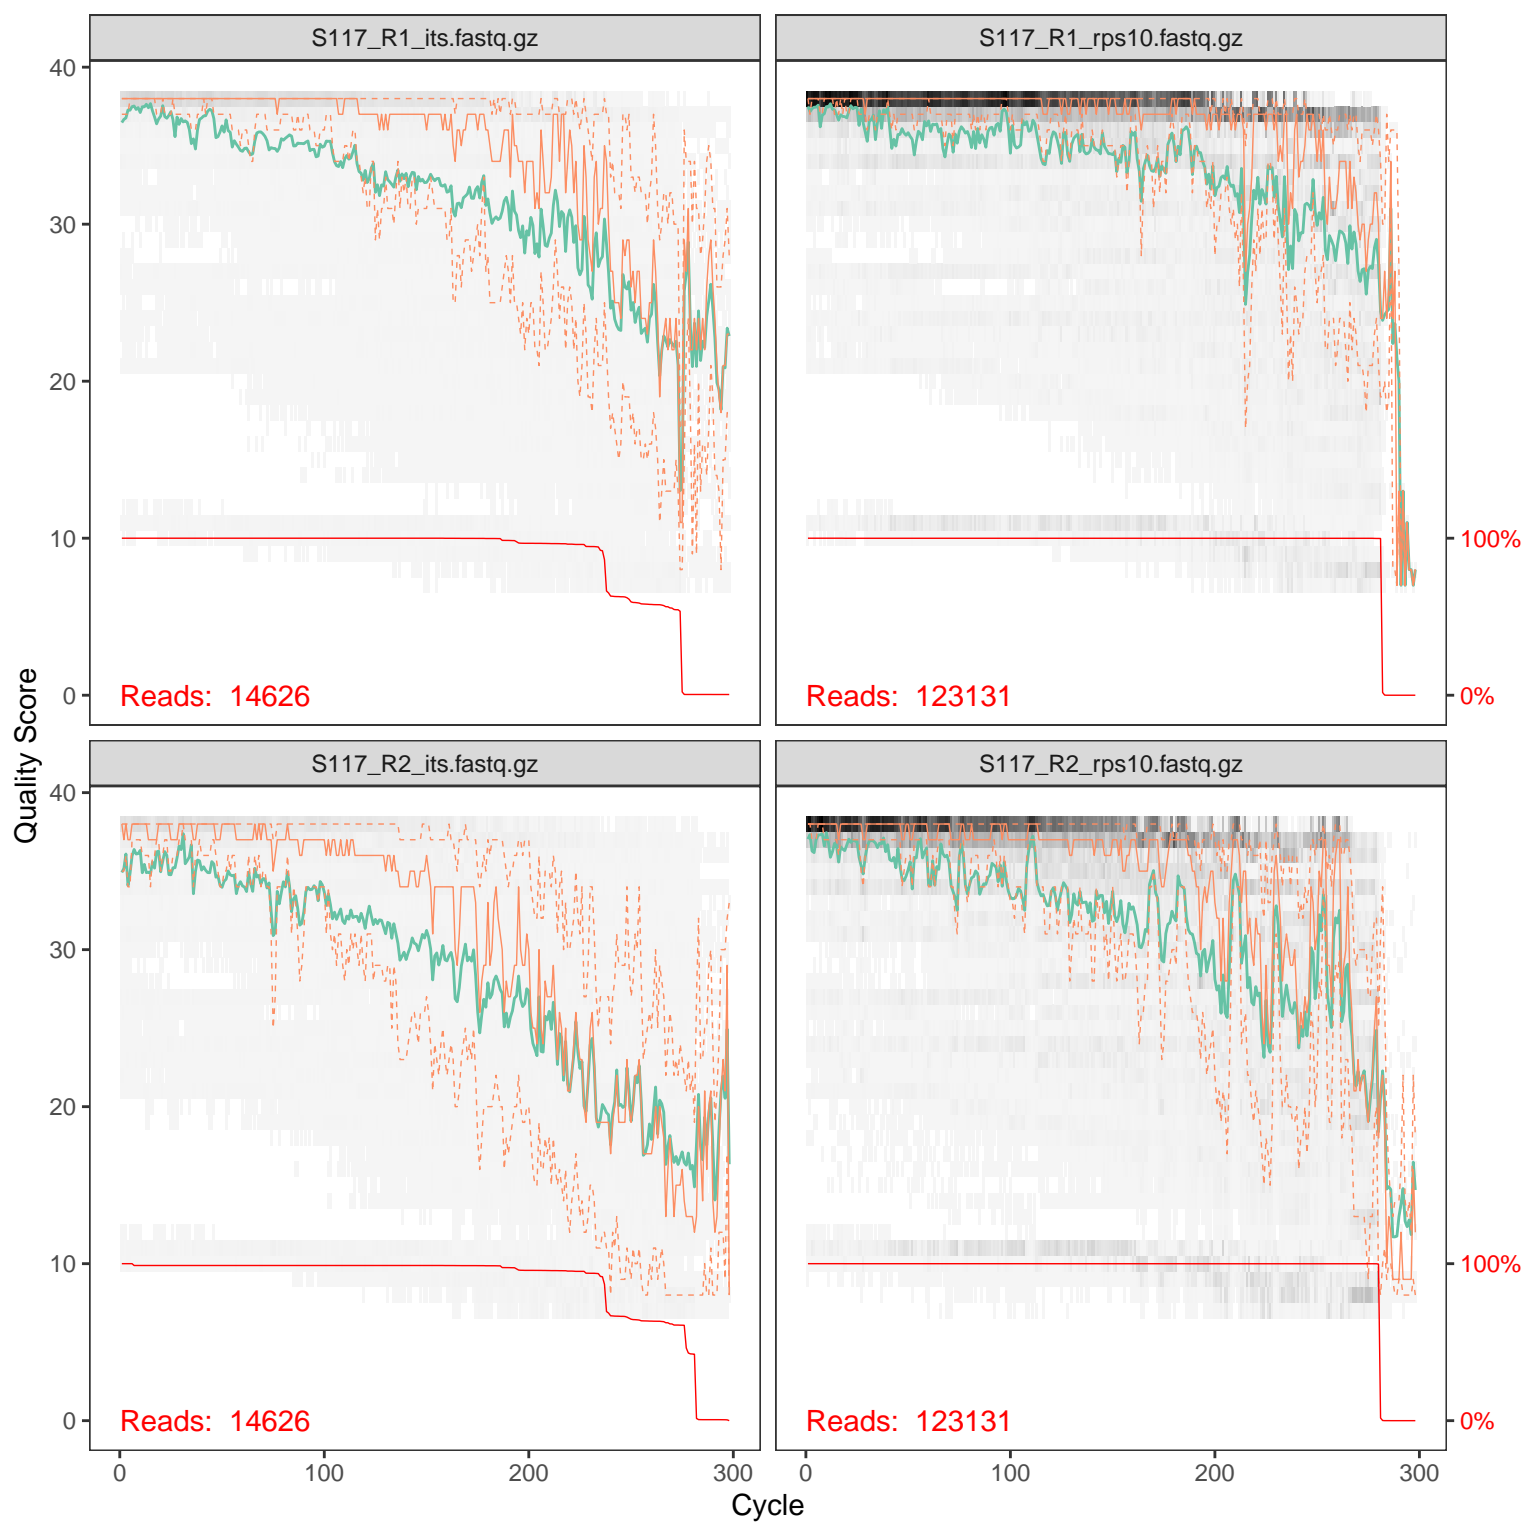 S117_R1_its.fastq.gz
S117_R1_rps10.fastq.gz
40
30
20
10
0
Reads: 14626
Reads: 123131
100%
0%
Quality Score
S117_R2_its.fastq.gz
S117_R2_rps10.fastq.gz
40
30
20
10
0
Reads: 14626
Reads: 123131
100%
0%
0 100 200 300
0 100 200 300
Cycle